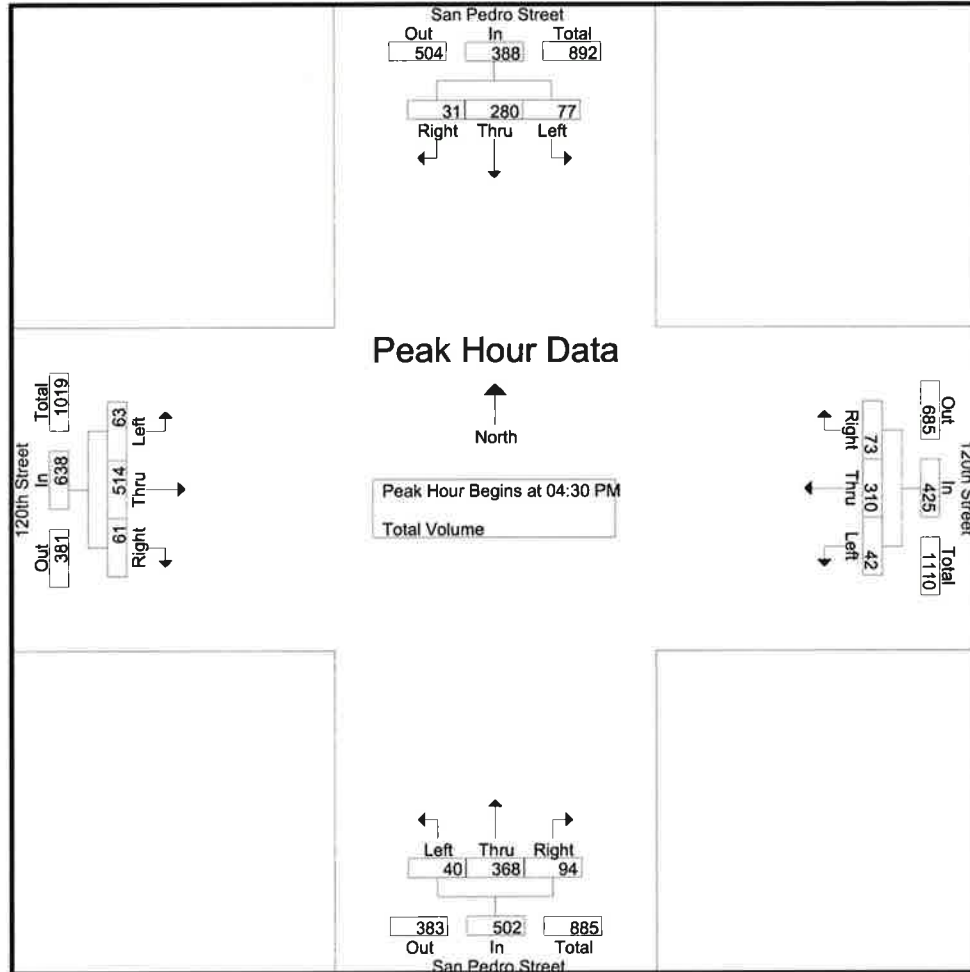 San Pedro Street
Out In Total
504 388 892
31 280 77
Right Thru Left
Peak Hour Data
North
Peak Hour Begins at 04:30 PM
Total Volume
120th Street
Out In Total
381 638 1019
61 514 63
Right Thru Left
120th Street
Out In Total
685 425 1110
73 310 42
Right Thru Left
Left Thru Right
40 368 94
383 502 885
Out In Total
San Pedro Street